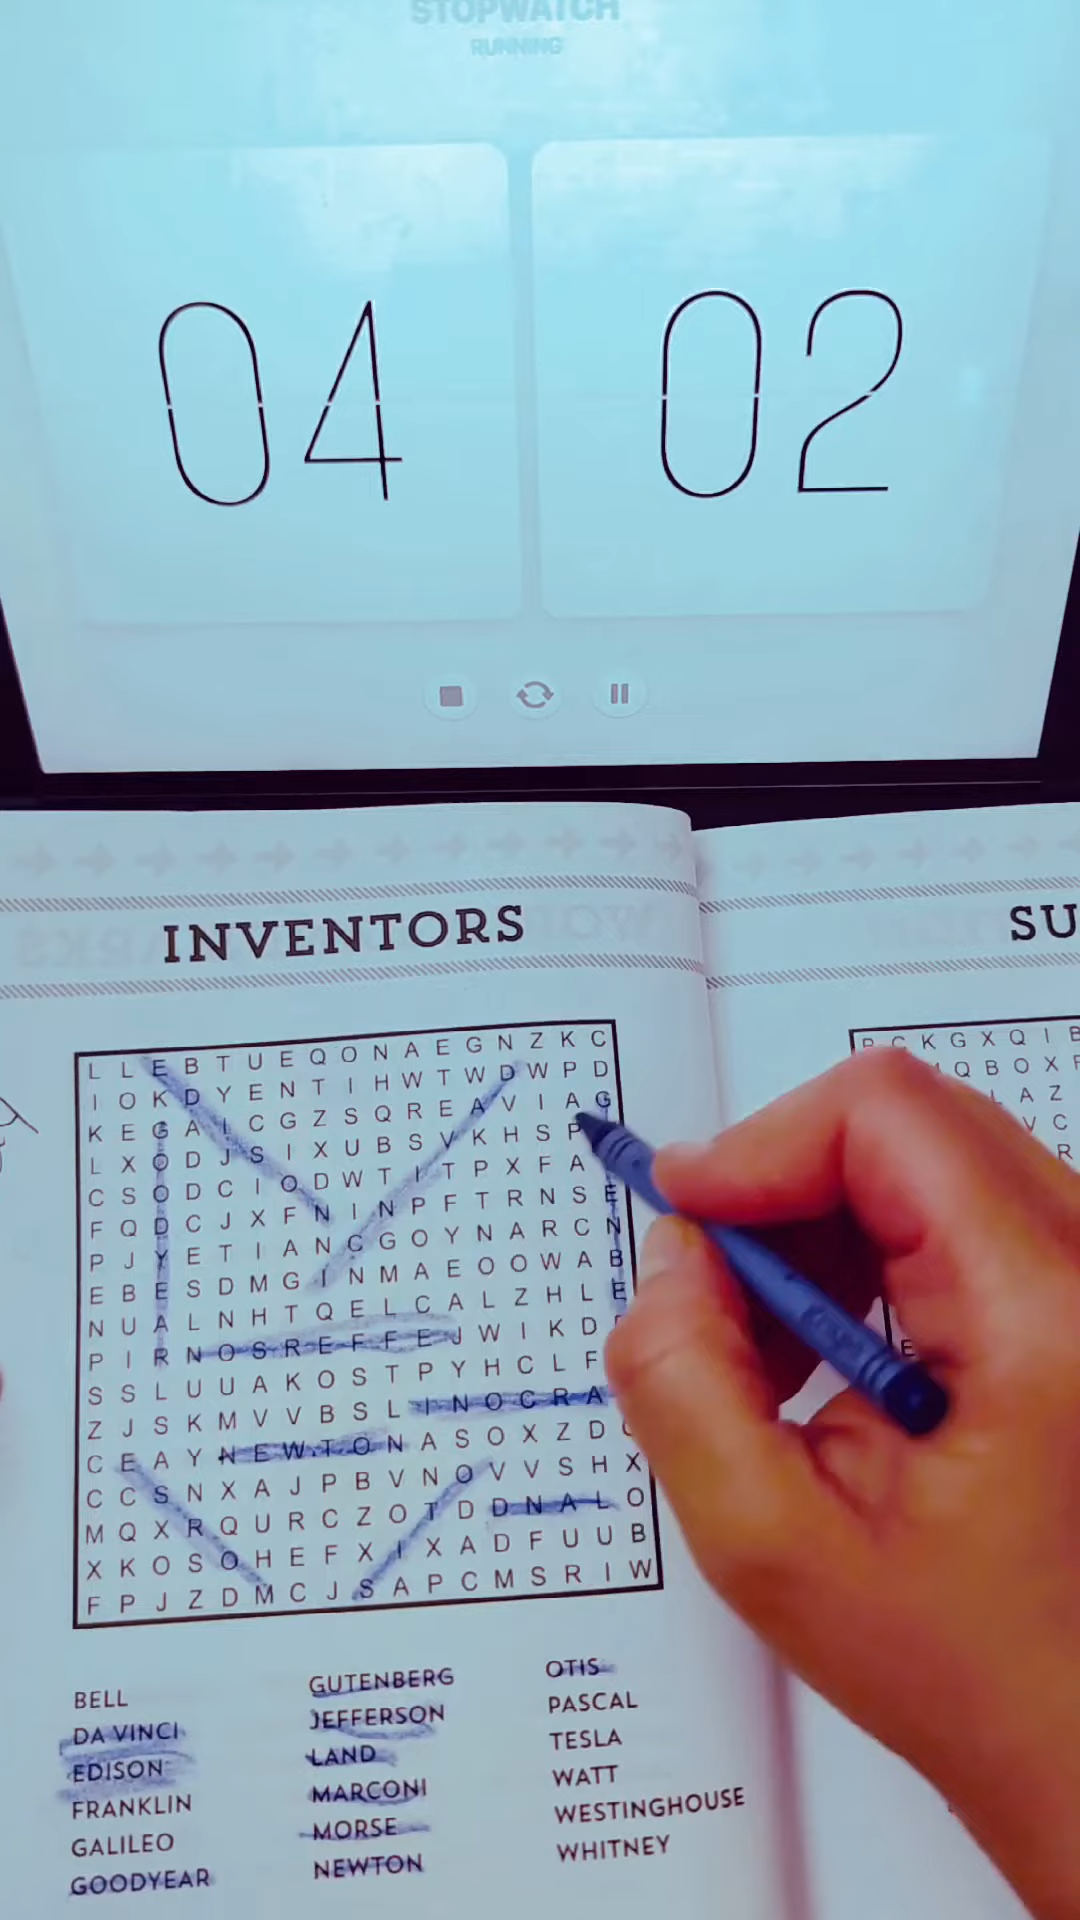 STOPWATCH
RUNNING
04 02
INVENTORS
SU
L L E B T U E Q O N A E G N Z K C
I O K D Y E N T I H W T W D W P D
K E G A I C G Z S Q R E A V I A G
L X O D J S I X U B S V K H S P
C S O D C I O D W T I T P X F A
F Q D C J X F N I N P F T R N S E
P J Y E T I A N C G O Y N A R C N
E B E S D M G I N M A E O O W A B
N U A L N H T Q E L C A L Z H L E
P I R N O S R E F F E J W I K D
S S L U U A K O S T P Y H C L F
Z J S K M V V B S L I N O C R A
C E A Y N E W T O N A S O X Z D
C C S N X A J P B V N O V V S H X
M Q X R Q U R C Z O T D D N A L O
X K O S O H E F X I X A D F U U B
F P J Z D M C J S A P C M S R I W
C K G X Q I B
Q B O X F
L A Z
V C
R
E
BELL
DA VINCI
EDISON
FRANKLIN
GALILEO
GOODYEAR
GUTENBERG
JEFFERSON
LAND
MARCONI
MORSE
NEWTON
OTIS
PASCAL
TESLA
WATT
WESTINGHOUSE
WHITNEY